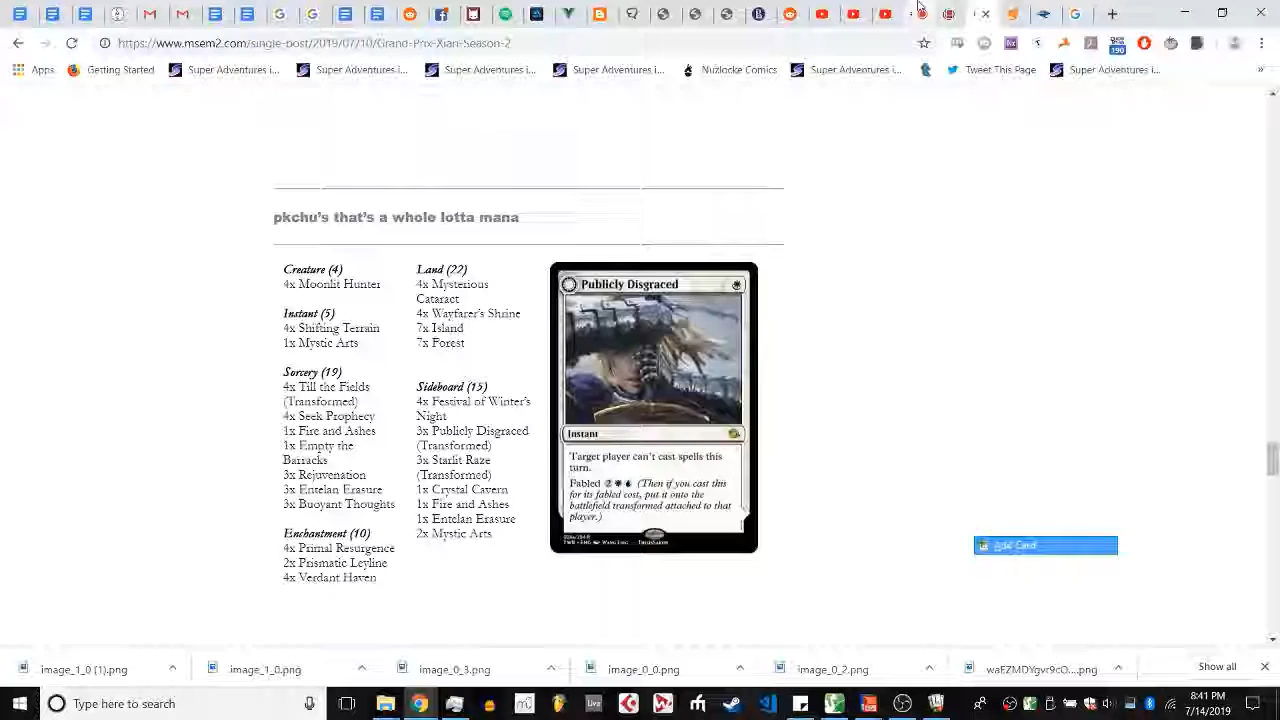 https://www.msem2.com/single-post/2019/07/10/Grand-Prix-Xian-Season-2
190
Apps
Getting Started
Super Adventures i...
Super Adventures i...
Super Adventures i...
Nuzlocke Comics
Super Adventures i...
Tweet This Page
Super Adventures i...
»
pkchu's that's a whole lotta mana
Creature (4)
4x Moonlit Hunter
Instant (5)
4x Shifting Terrain
1x Mystic Arts
Sorcery (19)
4x Till the Fields
(Transformed)
4x Seek Prophecy
1x Fire and Ashes
1x Empty the
Barracks
3x Rejuvenation
3x Entelan Erasure
3x Buoyant Thoughts
Enchantment (10)
4x Primal Resurgence
2x Prismatic Leyline
4x Verdant Haven
Land (22)
4x Mysterious
Cataract
4x Wayfarer's Shrine
7x Island
7x Forest
Sideboard (15)
4x Festival of Winter's
Night
3x Publicly Disgraced
(Transformed)
3x Starlit Raze
(Transformed)
1x Crystal Cavern
1x Fire and Ashes
1x Entelan Erasure
2x Mystic Arts
Publicly Disgraced
Instant
Target player can't cast spells this
turn.
Fabled 2 (Then if you cast this
for its fabled cost, put it onto the
battlefield transformed attached to that
player.)
Add Card
image_1_0 (1).png
image_1_0.png
image_0_3.png
image_0_0.png
image_0_2.png
waEZMDYgvr9cO....png
Show all
Type here to search
Live
8:41 PM
7/14/2019